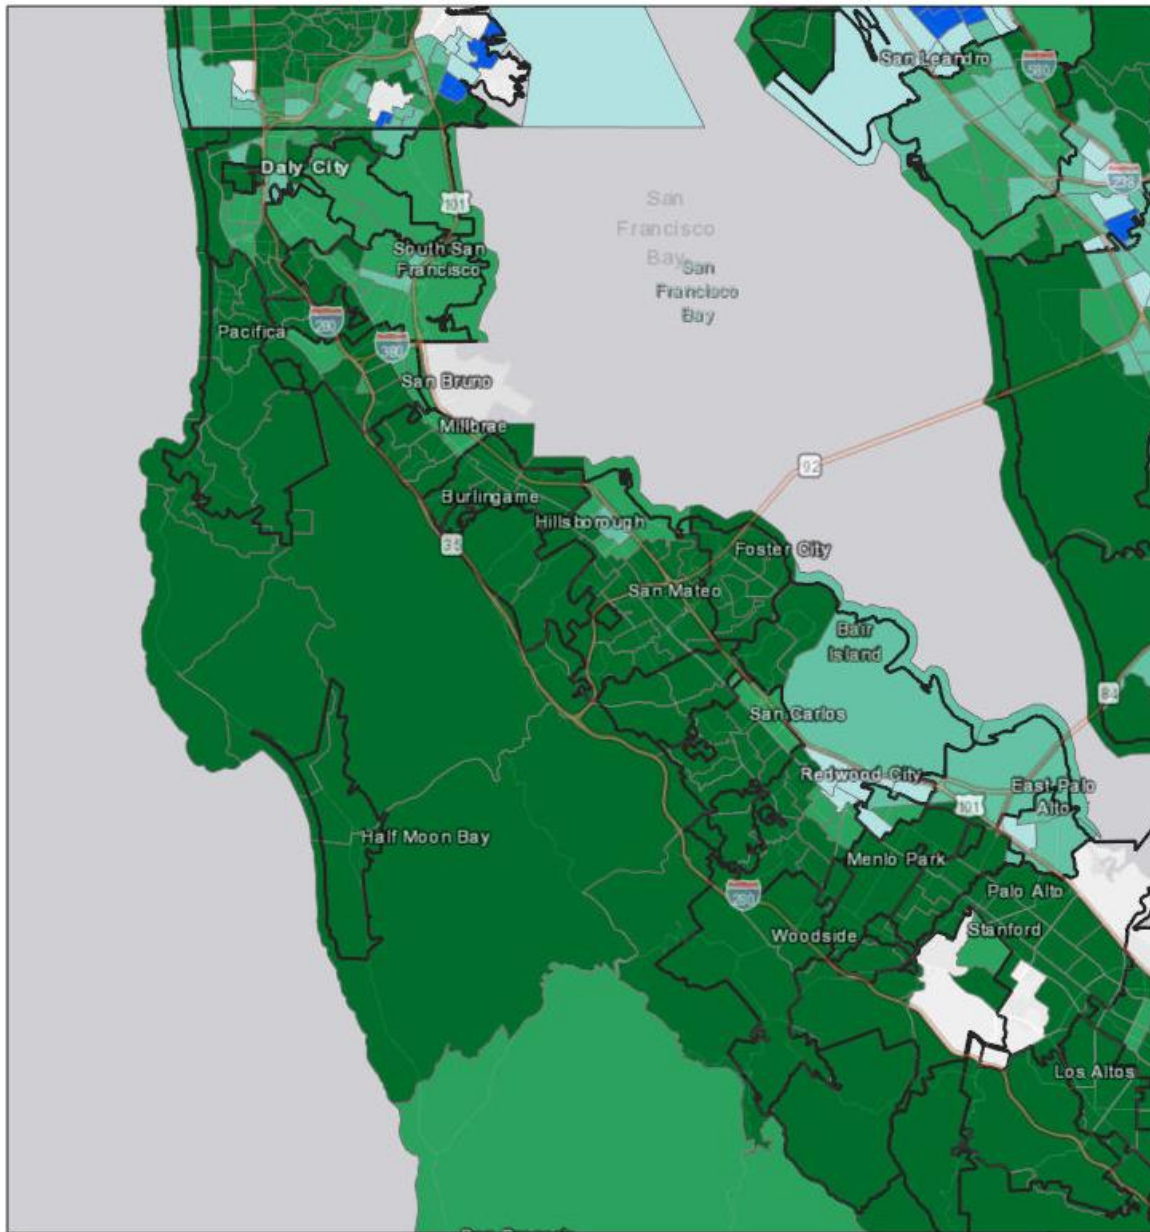 San Leandro
580
Daly City
238
101
San
Francisco
Bay
South San
Francisco
San
Francisco
Bay
280
Pacifica
380
San Bruno
Millbrae
92
Burlingame
Hillsborough
35
Foster City
San Mateo
Bair
Island
84
San Carlos
Redwood City
East Palo
Alto
101
Half Moon Bay
Menlo Park
280
Palo Alto
Woodside
Stanford
Los Altos